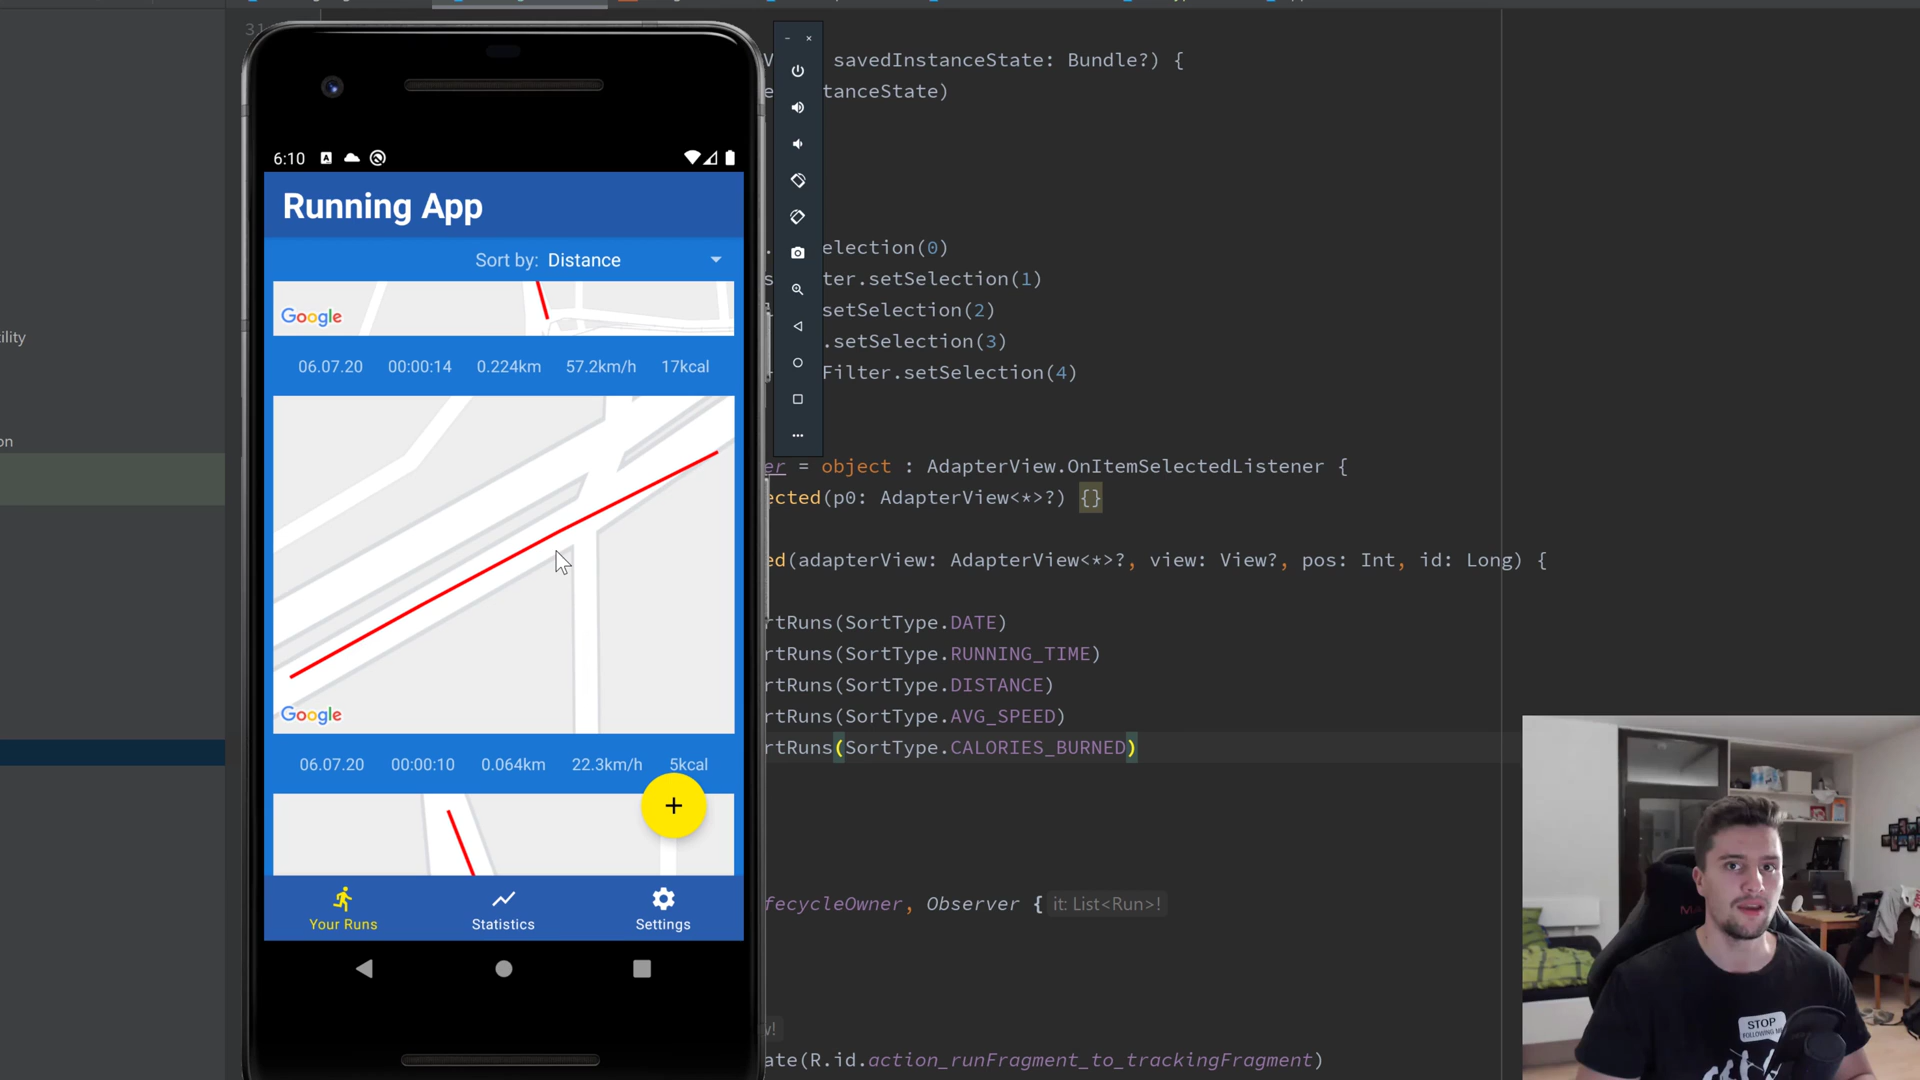 31
V savedInstanceState: Bundle?) {
tanceState)
6:10
Running App
Sort by: Distance
Google
06.07.20 00:00:14 0.224km 57.2km/h 17kcal
Google
06.07.20 00:00:10 0.064km 22.3km/h 5kcal
+
Your Runs Statistics Settings
election(0)
ter.setSelection(1)
setSelection(2)
.setSelection(3)
Filter.setSelection(4)
er = object : AdapterView.OnItemSelectedListener {
ected(p0: AdapterView<*>?) {}
ed(adapterView: AdapterView<*>?, view: View?, pos: Int, id: Long) {
rtRuns(SortType.DATE)
rtRuns(SortType.RUNNING_TIME)
rtRuns(SortType.DISTANCE)
rtRuns(SortType.AVG_SPEED)
rtRuns(SortType.CALORIES_BURNED)
fecycleOwner, Observer { it: List<Run>!
ate(R.id.action_runFragment_to_trackingFragment)
ility
on
STOP
FOLLOWING ME